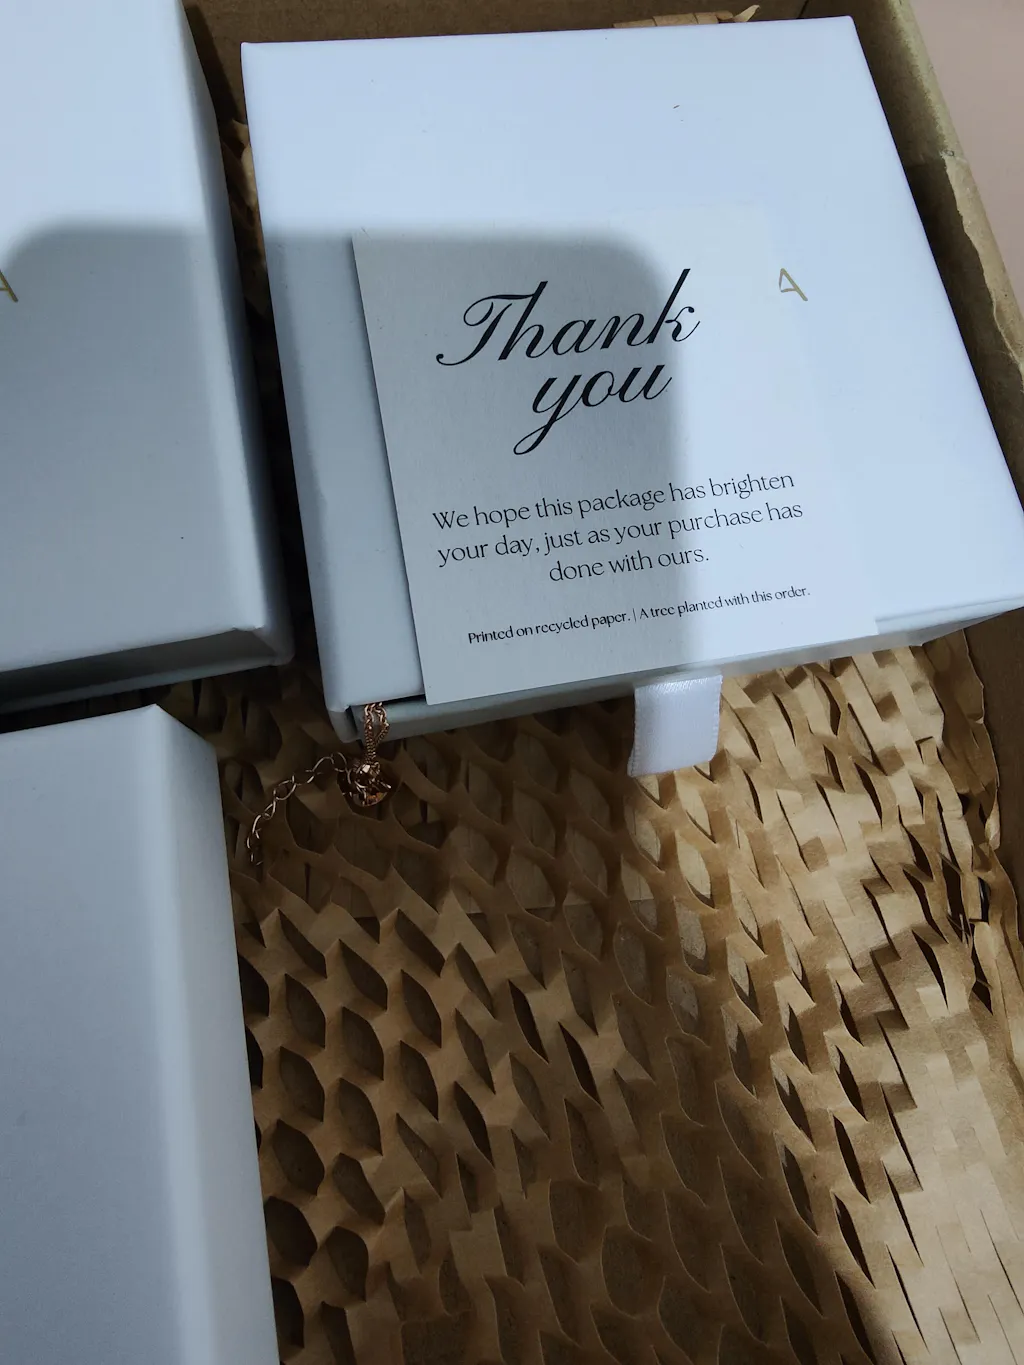 A
A
Thank
you
We hope this package has brighten
your day, just as your purchase has
done with ours.
Printed on recycled paper. | A tree planted with this order.